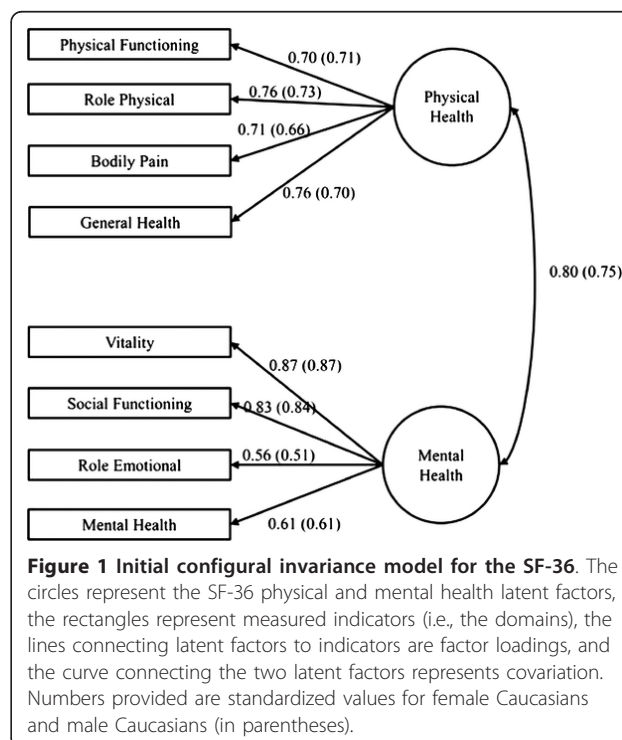 Physical Functioning
0.70 (0.71)
Role Physical
0.76 (0.73)
Physical
Health
Bodily Pain
0.71 (0.66)
General Health
0.76 (0.70)
0.80 (0.75)
Vitality
0.87 (0.87)
Social Functioning
0.83 (0.84)
Role Emotional
0.56 (0.51)
Mental
Health
Mental Health
0.61 (0.61)
Figure 1 Initial configural invariance model for the SF-36. The
circles represent the SF-36 physical and mental health latent factors,
the rectangles represent measured indicators (i.e., the domains), the
lines connecting latent factors to indicators are factor loadings, and
the curve connecting the two latent factors represents covariation.
Numbers provided are standardized values for female Caucasians
and male Caucasians (in parentheses).